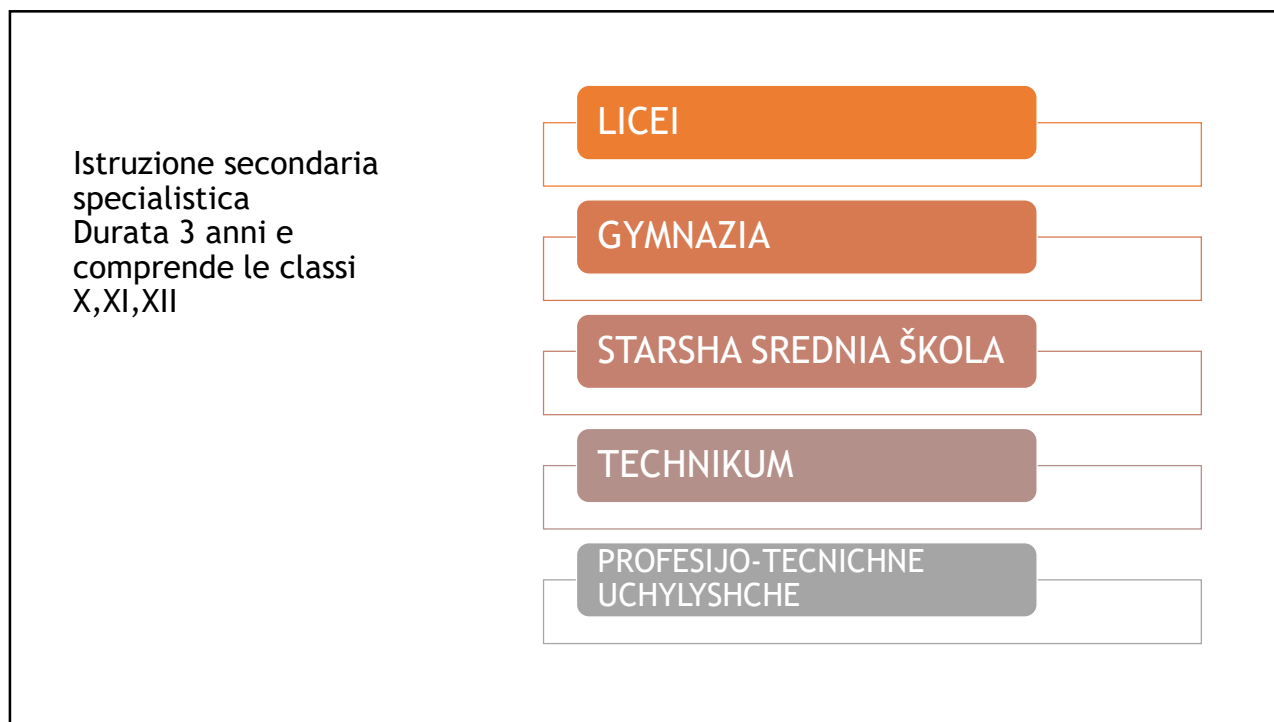 Istruzione secondaria
specialistica
Durata 3 anni e
comprende le classi
X,XI,XII
LICEI
GYMNAZIA
STARSHA SREDNIA ŠKOLA
TECHNIKUM
PROFESIJO-TECNICHNE
UCHYLYSHCHE